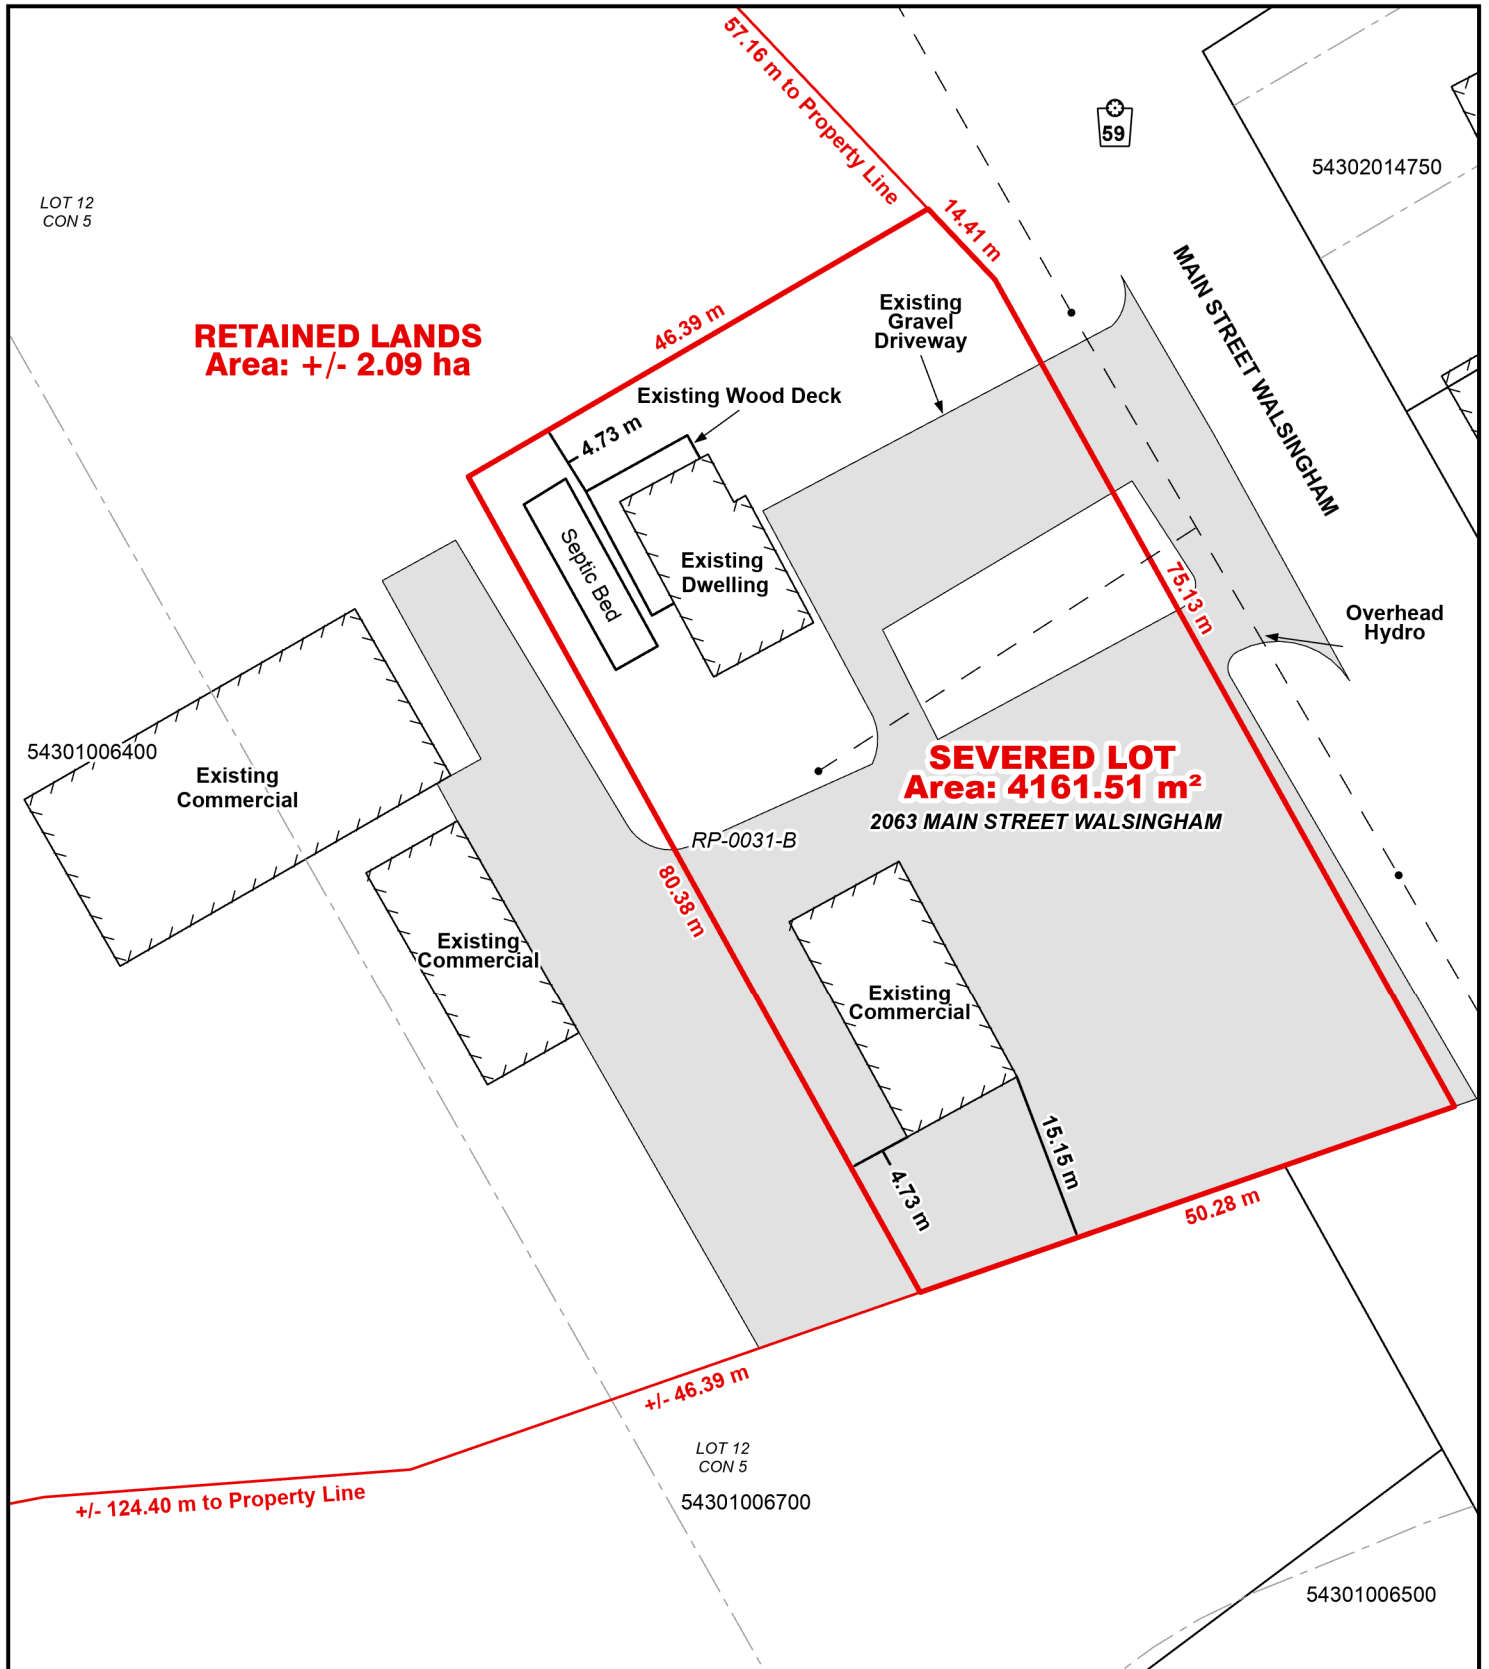 57.16 m to Property Line
14.41 m
59
54302014750
LOT 12
CON 5
MAIN STREET WALSINGHAM
RETAINED LANDS
Area: +/- 2.09 ha
46.39 m
Existing
Gravel
Driveway
Existing Wood Deck
4.73 m
Septic Bed
Existing
Dwelling
75.13 m
Overhead
Hydro
54301006400
Existing
Commercial
SEVERED LOT
Area: 4161.51 m²
2063 MAIN STREET WALSINGHAM
RP-0031-B
80.38 m
Existing
Commercial
Existing
Commercial
15.15 m
4.73 m
50.28 m
+/- 46.39 m
LOT 12
CON 5
+/- 124.40 m to Property Line
54301006700
54301006500